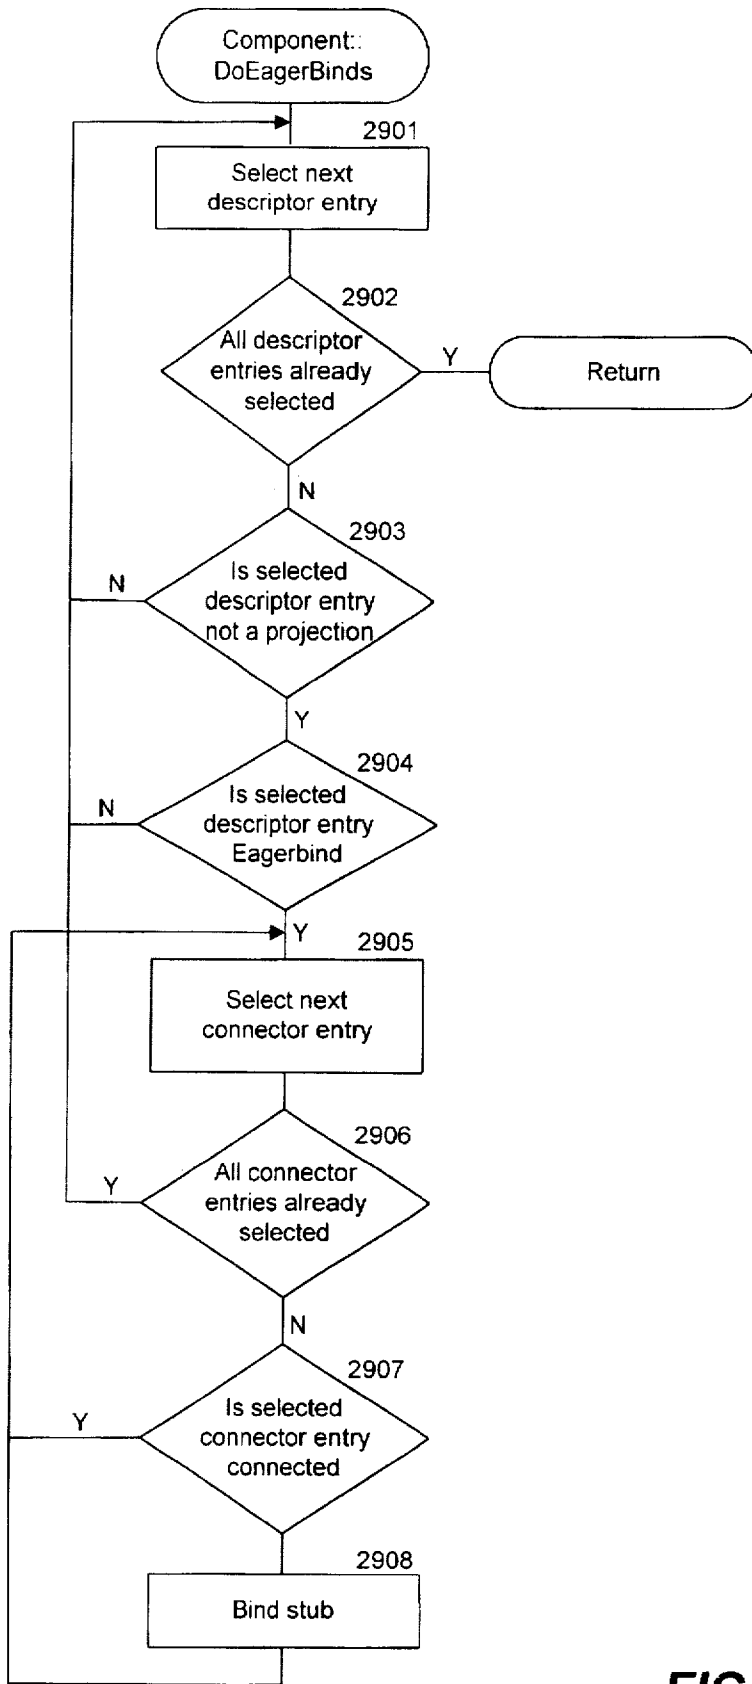 Component::
DoEagerBinds
2901
Select next
descriptor entry
2902
All descriptor
entries already
selected
Y
Return
N
2903
Is selected
descriptor entry
not a projection
N
Y
2904
Is selected
descriptor entry
Eagerbind
N
Y
2905
Select next
connector entry
2906
All connector
entries already
selected
Y
N
2907
Is selected
connector entry
connected
Y
2908
Bind stub
FIG